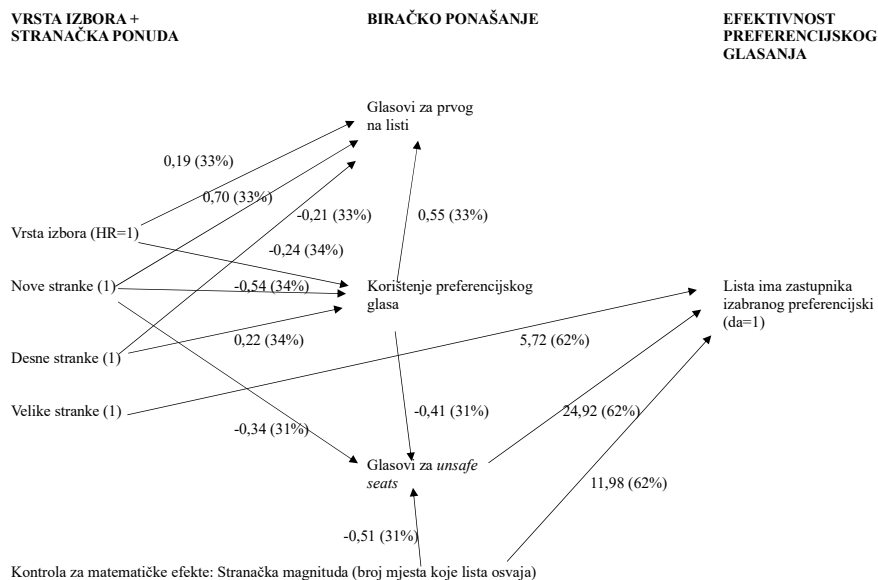 VRSTA IZBORA +
STRANAČKA PONUDA
BIRAČKO PONAŠANJE
EFEKTIVNOST
PREFERENCIJSKOG
GLASANJA
Glasovi za prvog
na listi
0,19 (33%)
0,70 (33%)
-0,21 (33%)
0,55 (33%)
Vrsta izbora (HR=1)
-0,24 (34%)
Nove stranke (1)
-0,54 (34%)
Korištenje preferencijskog
glasa
Lista ima zastupnika
izabranog preferencijski
(da=1)
0,22 (34%)
5,72 (62%)
Desne stranke (1)
Velike stranke (1)
-0,41 (31%)
24,92 (62%)
-0,34 (31%)
Glasovi za unsafe
seats
11,98 (62%)
-0,51 (31%)
Kontrola za matematičke efekte: Stranačka magnituda (broj mjesta koje lista osvaja)